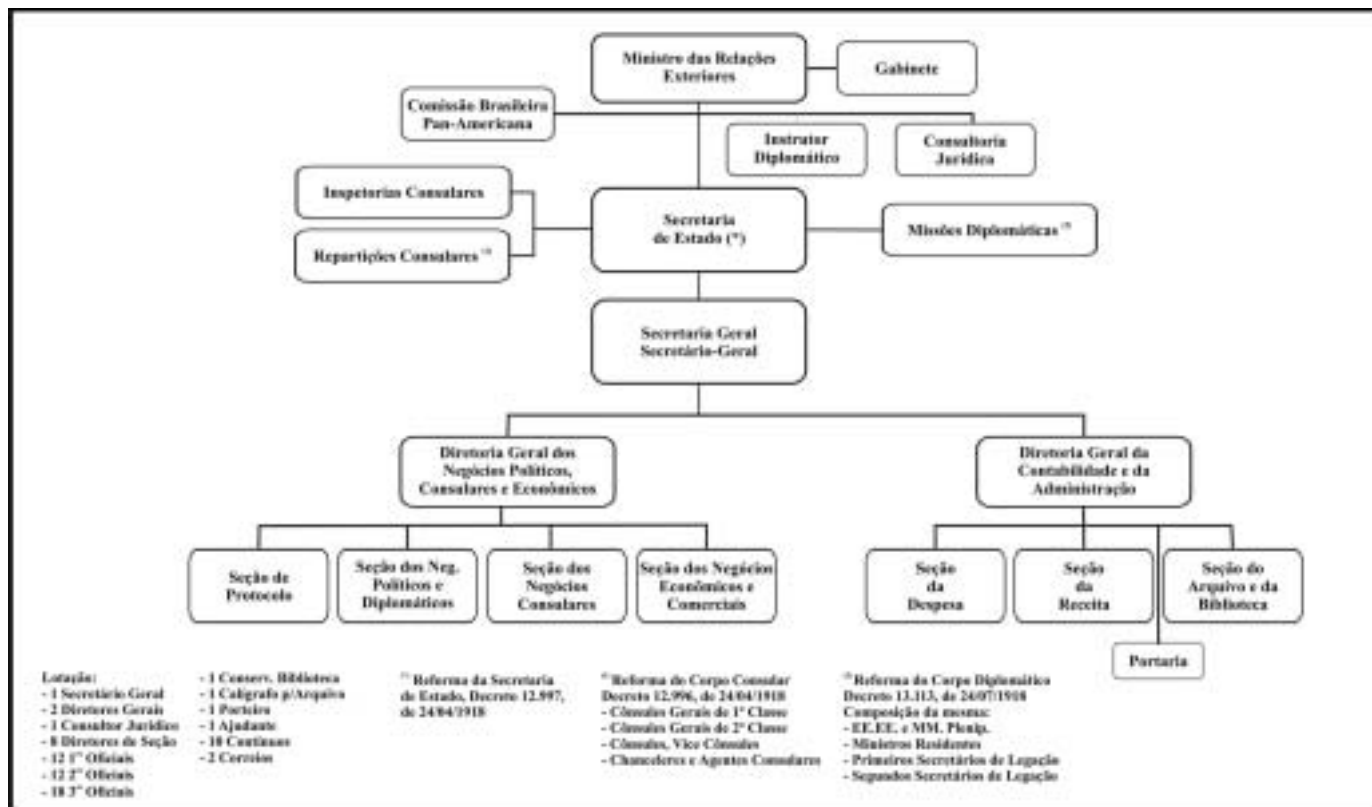 Ministro das Relações
Exteriores
Gabinete
Comissão Brasileira
Pan-Americana
Instrutor
Diplomático
Consultoria
Jurídica
Inspetorias Consulares
Secretaria
de Estado (*)
Missões Diplomáticas
Repartições Consulares
Secretaria Geral
Secretário-Geral
Diretoria Geral dos
Negócios Políticos,
Consulares e Econômicos
Diretoria Geral da
Contabilidade e da
Administração
Seção de
Protocolo
Seção dos Neg.
Políticos e
Diplomáticos
Seção dos
Negócios
Consulares
Seção dos Negócios
Econômicos e
Comerciais
Seção
da
Despesa
Seção
da
Receita
Seção do
Arquivo e da
Biblioteca
Portaria
Lotação:
- 1 Secretário Geral
- 2 Diretores Gerais
- 1 Consultor Jurídico
- 8 Diretores de Seção
- 12 1ºs Oficiais
- 12 2ºs Oficiais
- 18 3ºs Oficiais
- 1 Conserv. Biblioteca
- 1 Calígrafo p/Arquivo
- 1 Porteiro
- 1 Ajudante
- 10 Contínuos
- 2 Correios
(*) Reforma da Secretaria
de Estado, Decreto 12.997,
de 24/04/1918
Reforma do Corpo Consular
Decreto 12.996, de 24/04/1918
- Cônsules Gerais de 1ª Classe
- Cônsules Gerais de 2ª Classe
- Cônsules, Vice Cônsules
- Chanceleres e Agentes Consulares
Reforma do Corpo Diplomático
Decreto 13.113, de 24/07/1918
Composição da mesma:
- EE.EE. e MM. Plenip.
- Ministros Residentes
- Primeiros Secretários de Legação
- Segundos Secretários de Legação